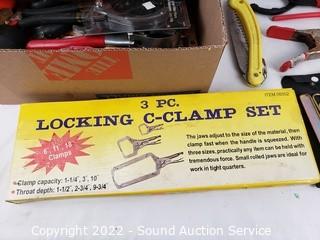 3 PC.
ITEM 06952
LOCKING C-CLAMP SET
6", 11", 18"
Clamps
The jaws adjust to the size of the material, then
clamp fast when the handle is squeezed. With
three sizes, practically any item can be held with
tremendous force. Small rolled jaws are ideal for
work in tight quarters.
• Clamp capacity: 1-1/4", 3", 10"
• Throat depth: 1-1/2", 2-3/4", 9-3/4"
Copyright 2022 - Sound Auction Service